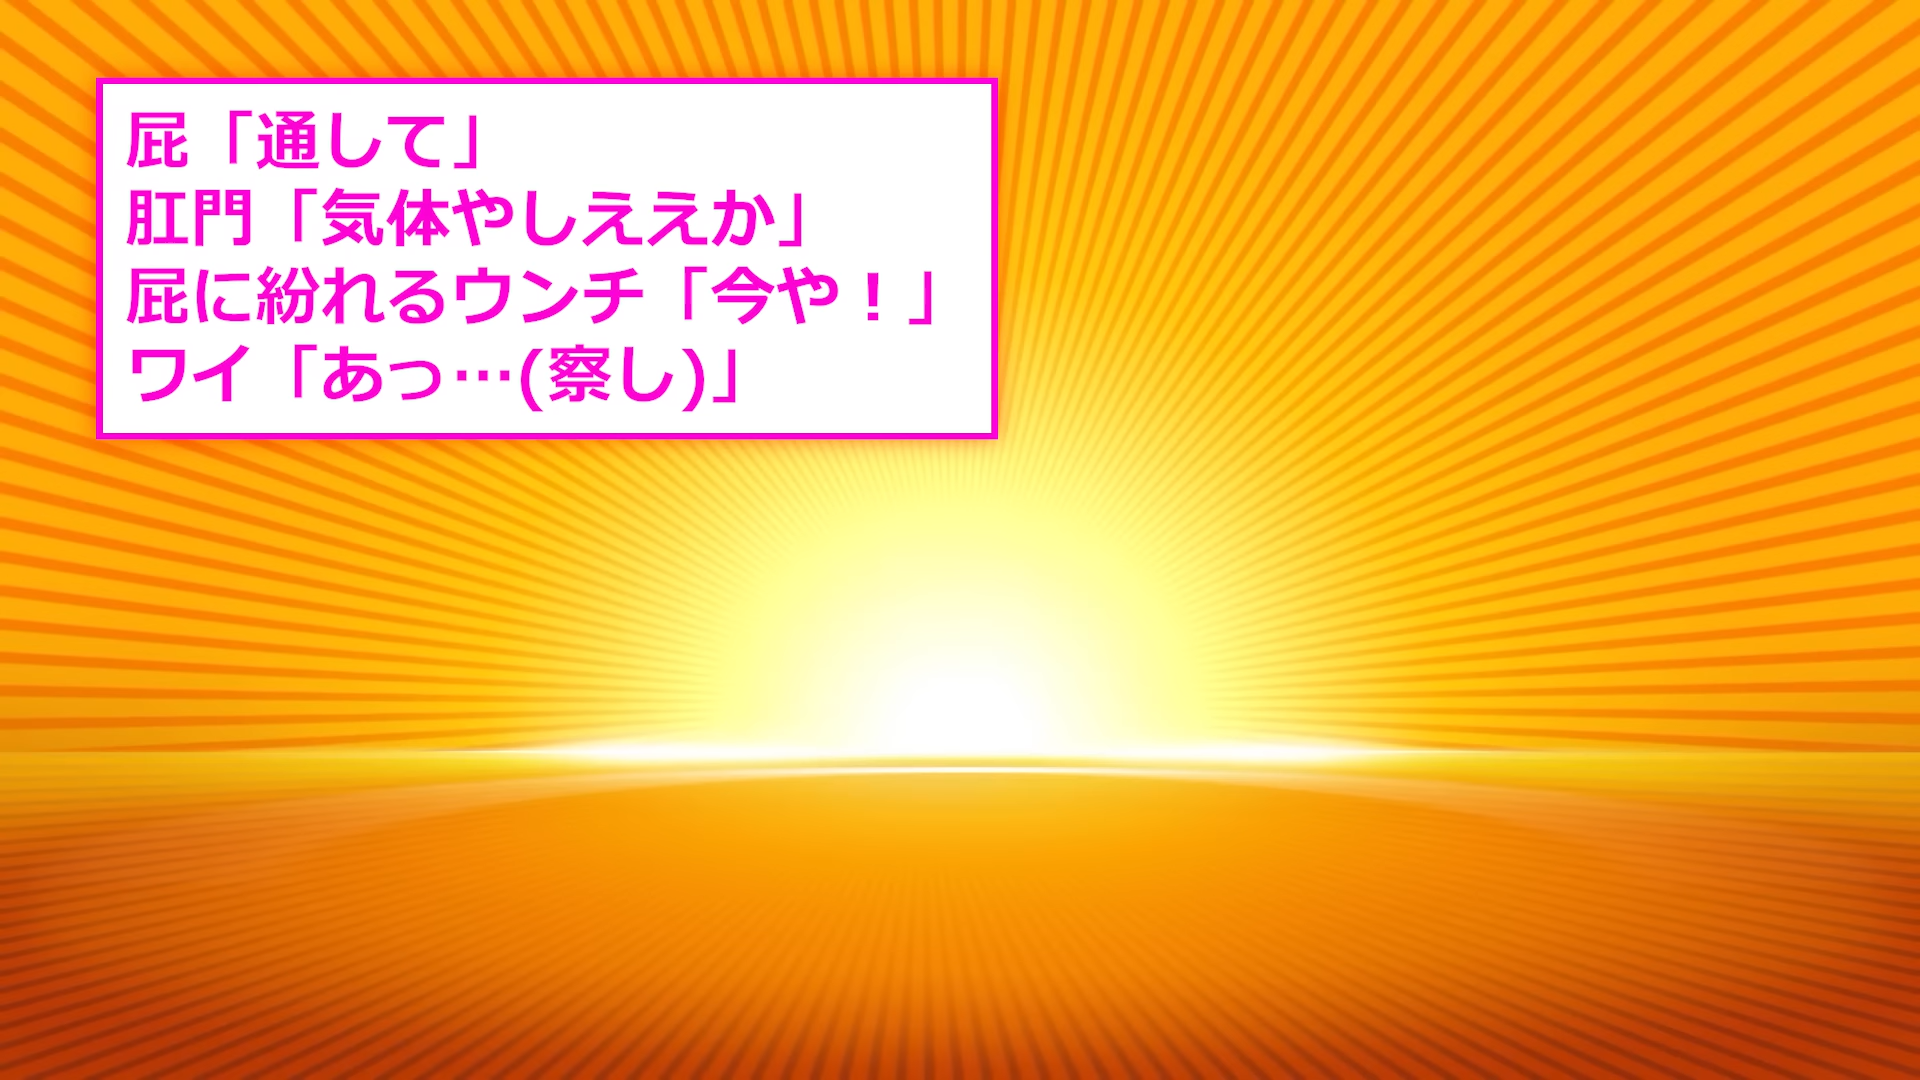 屁「通して」
肛門「気体やしええか」
屁に紛れるウンチ「今や！」
ワイ「あっ…(察し)」